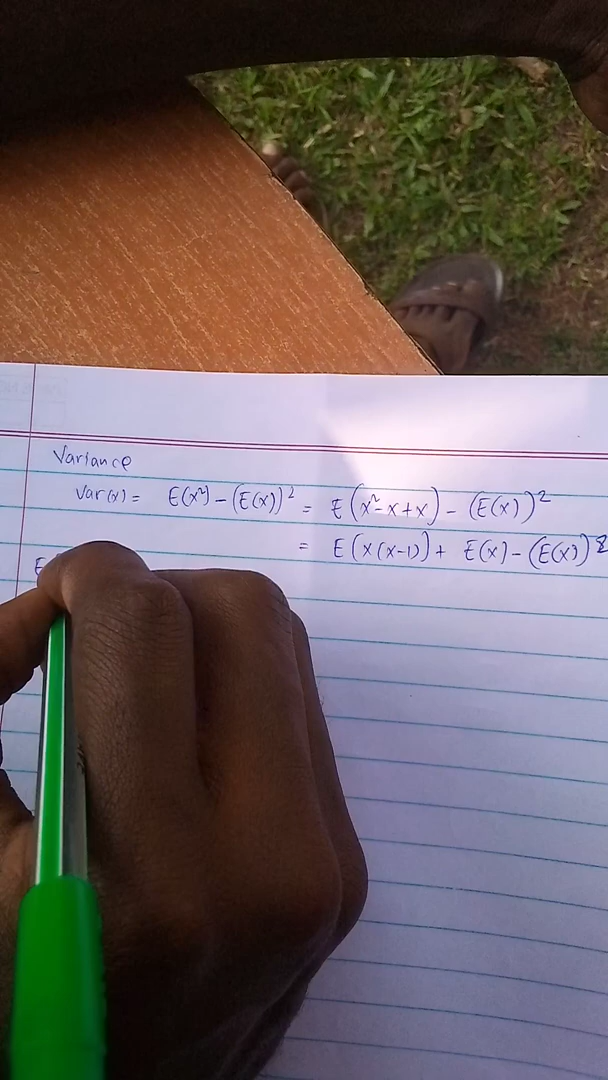 Variance
Var(x) = E(x²) - (E(x))² = E(x²-x+x) - (E(x))²
= E(x(x-1)) + E(x) - (E(x))²
E